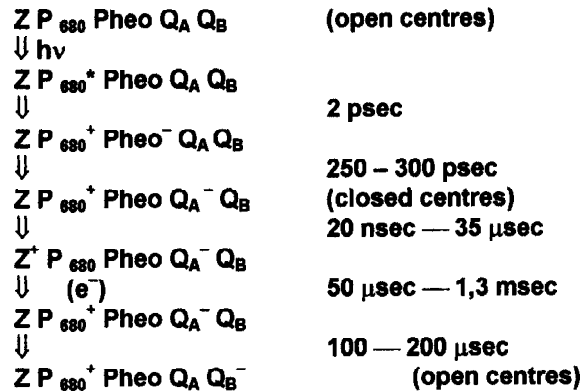 Z P 680 Pheo QA QB (open centres)
⇓ hν
Z P 680* Pheo QA QB
⇓ 2 psec
Z P 680+ Pheo− QA QB
⇓ 250 – 300 psec
Z P 680+ Pheo QA− QB (closed centres)
⇓ 20 nsec — 35 μsec
Z+ P 680 Pheo QA− QB
⇓ (e−) 50 μsec — 1,3 msec
Z P 680+ Pheo QA− QB
⇓ 100 — 200 μsec
Z P 680+ Pheo QA QB− (open centres)